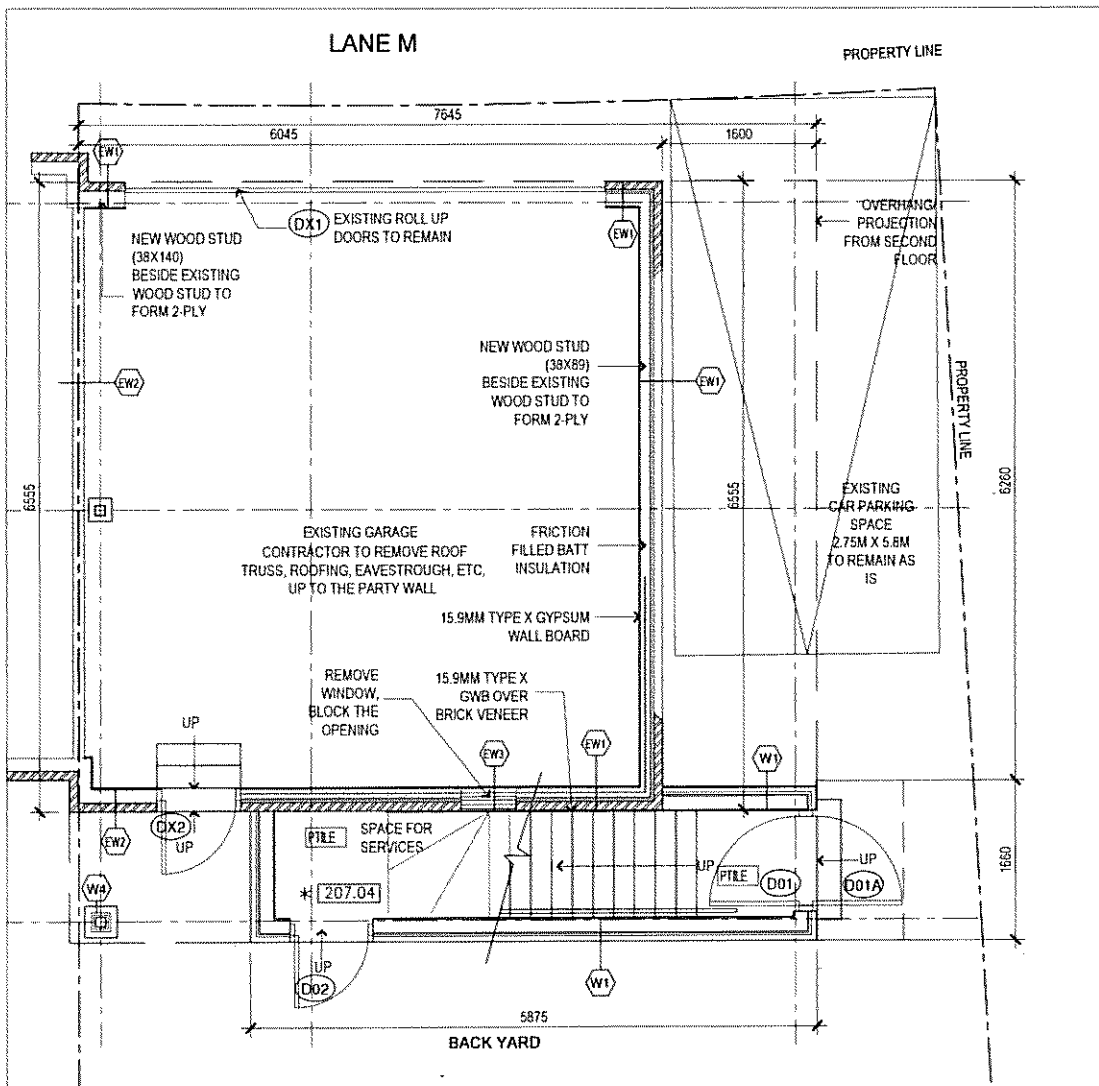 LANE M
PROPERTY LINE
7645
6045
1600
EW1
DX1
EXISTING ROLL UP
DOORS TO REMAIN
EW1
OVERHANG
PROJECTION
FROM SECOND
FLOOR
NEW WOOD STUD
(38X140)
BESIDE EXISTING
WOOD STUD TO
FORM 2-PLY
NEW WOOD STUD
(38X89)
BESIDE EXISTING
WOOD STUD TO
FORM 2-PLY
EW2
EW1
PROPERTY LINE
6555
6555
6260
EXISTING
CAR PARKING
SPACE
2.75M X 5.8M
TO REMAIN AS
IS
EXISTING GARAGE
CONTRACTOR TO REMOVE ROOF
TRUSS, ROOFING, EAVESTROUGH, ETC,
UP TO THE PARTY WALL
FRICTION
FILLED BATT
INSULATION
15.9MM TYPE X GYPSUM
WALL BOARD
REMOVE
WINDOW,
BLOCK THE
OPENING
15.9MM TYPE X
GWB OVER
BRICK VENEER
UP
EW3
EW1
W1
DX2
UP
EW2
PTILE
SPACE FOR
SERVICES
UP
PTILE
D01
UP
D01A
1660
W4
* 207.04
UP
D02
W1
5875
BACK YARD